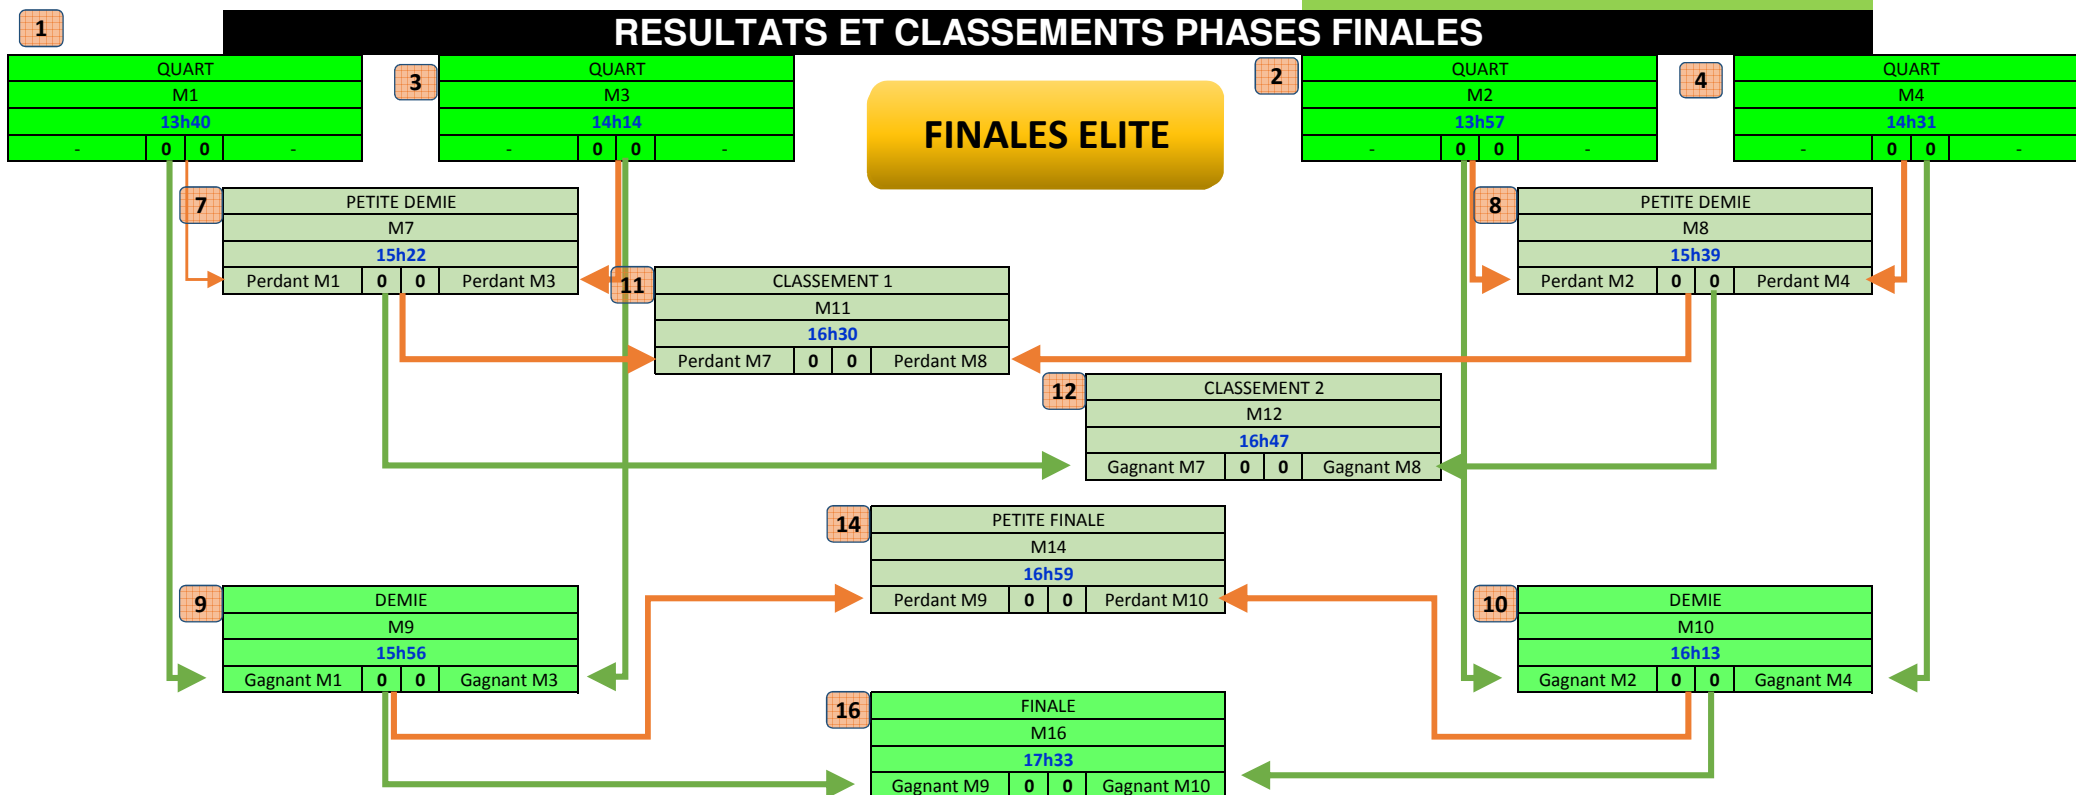 RESULTATS ET CLASSEMENTS PHASES FINALES
1
QUART
M1
13h40
- 0 0 -
3
QUART
M3
14h14
- 0 0 -
FINALES ELITE
2
QUART
M2
13h57
- 0 0 -
4
QUART
M4
14h31
- 0 0 -
7
PETITE DEMIE
M7
15h22
Perdant M1 0 0 Perdant M3
8
PETITE DEMIE
M8
15h39
Perdant M2 0 0 Perdant M4
11
CLASSEMENT 1
M11
16h30
Perdant M7 0 0 Perdant M8
12
CLASSEMENT 2
M12
16h47
Gagnant M7 0 0 Gagnant M8
14
PETITE FINALE
M14
16h59
Perdant M9 0 0 Perdant M10
9
DEMIE
M9
15h56
Gagnant M1 0 0 Gagnant M3
10
DEMIE
M10
16h13
Gagnant M2 0 0 Gagnant M4
16
FINALE
M16
17h33
Gagnant M9 0 0 Gagnant M10